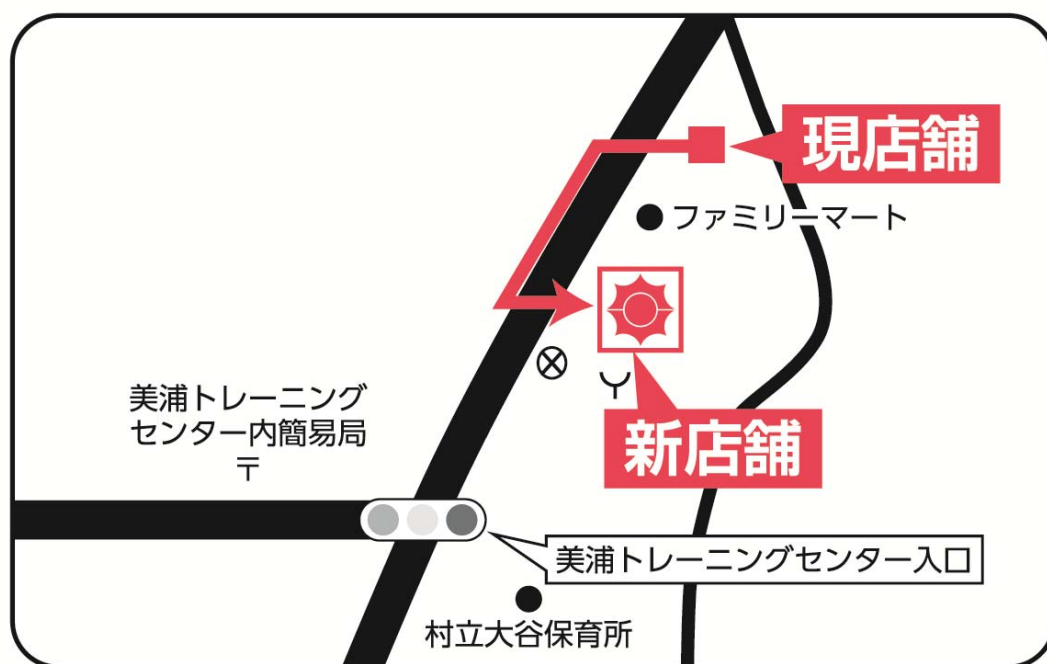 現店舗
ファミリーマート
美浦トレーニング
センター内簡易局
〒
新店舗
美浦トレーニングセンター入口
村立大谷保育所